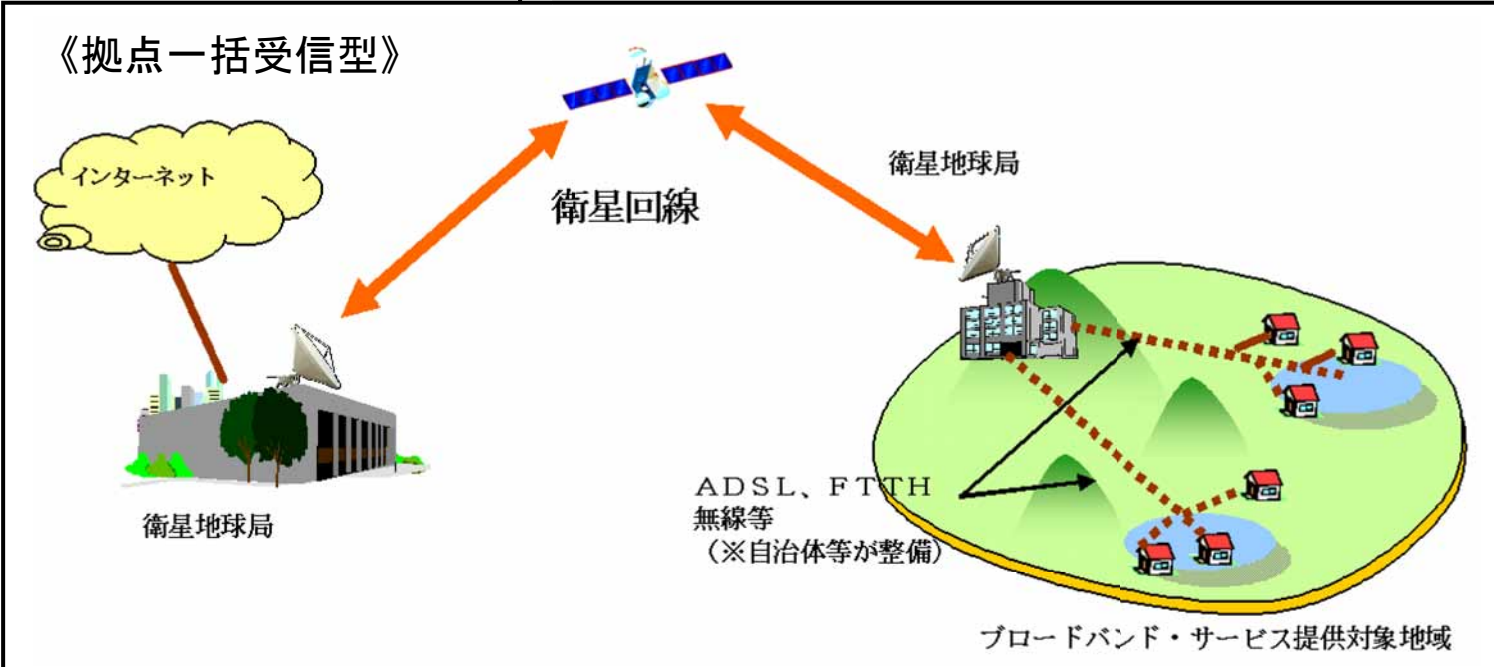 《拠点一括受信型》
インターネット
衛星回線
衛星地球局
衛星地球局
ADSL、FTTH
無線等
(※自治体等が整備)
ブロードバンド・サービス提供対象地域